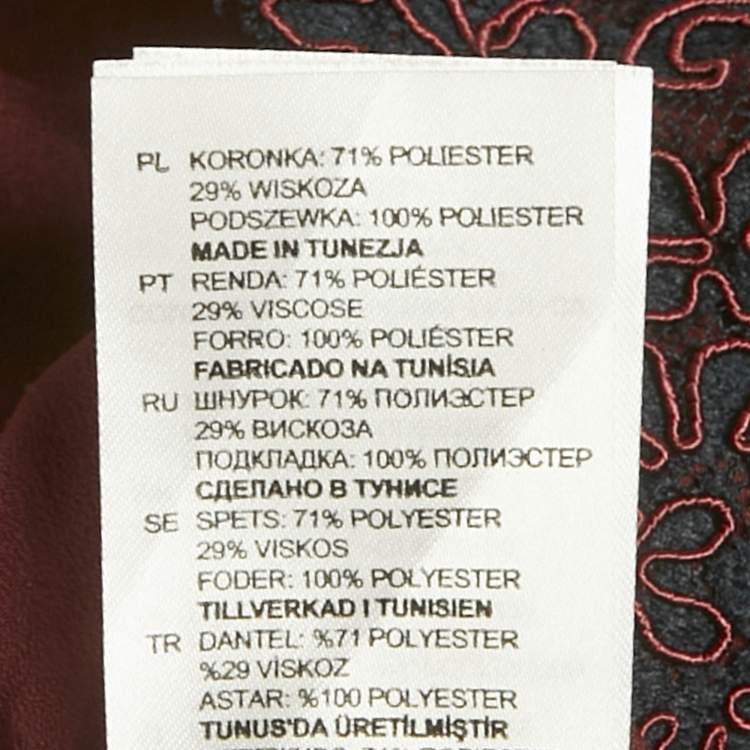 PL KORONKA: 71% POLIESTER
29% WISKOZA
PODSZEWKA: 100% POLIESTER
MADE IN TUNEZJA
PT RENDA: 71% POLIÉSTER
29% VISCOSE
FORRO: 100% POLIÉSTER
FABRICADO NA TUNÍSIA
RU ШНУРОК: 71% ПОЛИЭСТЕР
29% ВИСКОЗА
ПОДКЛАДКА: 100% ПОЛИЭСТЕР
СДЕЛАНО В ТУНИСЕ
SE SPETS: 71% POLYESTER
29% VISKOS
FODER: 100% POLYESTER
TILLVERKAD I TUNISIEN
TR DANTEL: %71 POLYESTER
%29 VİSKOZ
ASTAR: %100 POLYESTER
TUNUS'DA ÜRETİLMİŞTİR